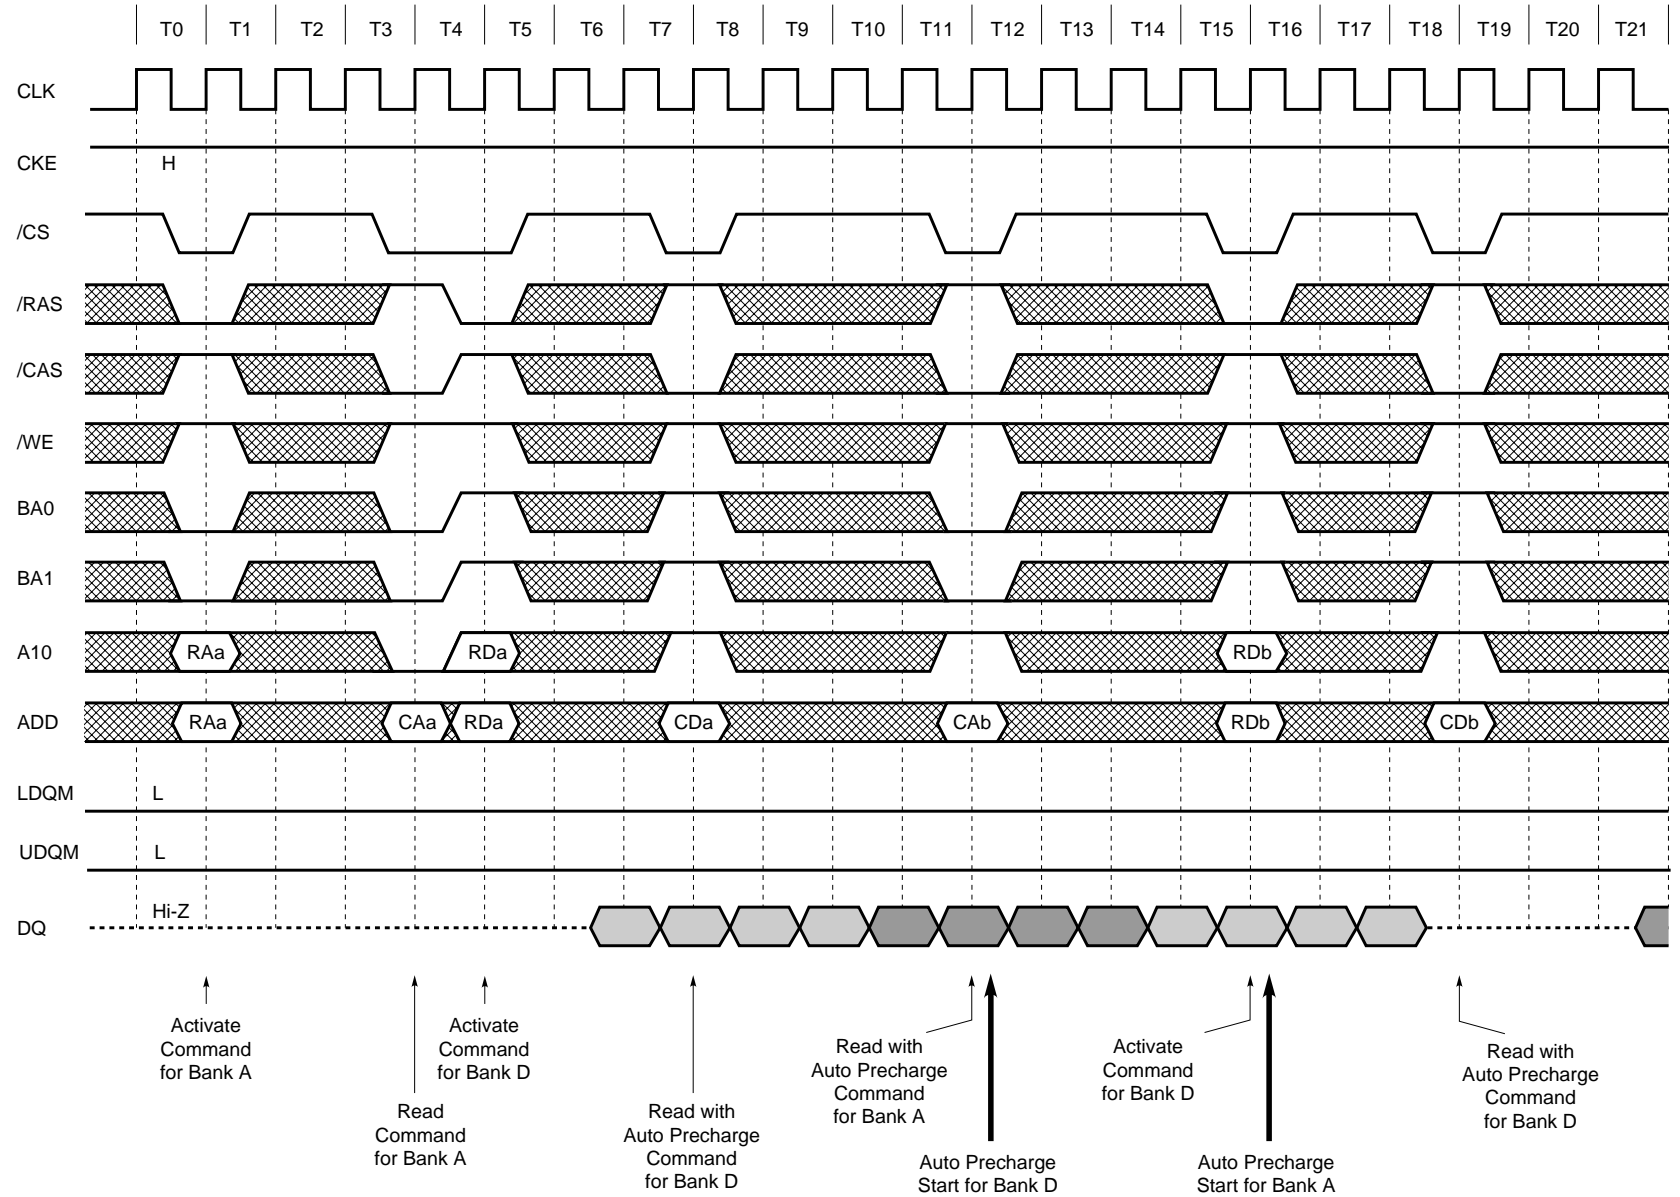 T0 T1 T2 T3 T4 T5 T6 T7 T8 T9 T10 T11 T12 T13 T14 T15 T16 T17 T18 T19 T20 T21
CLK
CKE H
/CS
/RAS
/CAS
/WE
BA0
BA1
A10 RAa RDa RDb
ADD RAa CAa RDa CDa CAb RDb CDb
LDQM L
UDQM L
DQ Hi-Z
Activate
Command
for Bank A
Read
Command
for Bank A
Activate
Command
for Bank D
Read with
Auto Precharge
Command
for Bank D
Read with
Auto Precharge
Command
for Bank A
Auto Precharge
Start for Bank D
Activate
Command
for Bank D
Auto Precharge
Start for Bank A
Read with
Auto Precharge
Command
for Bank D